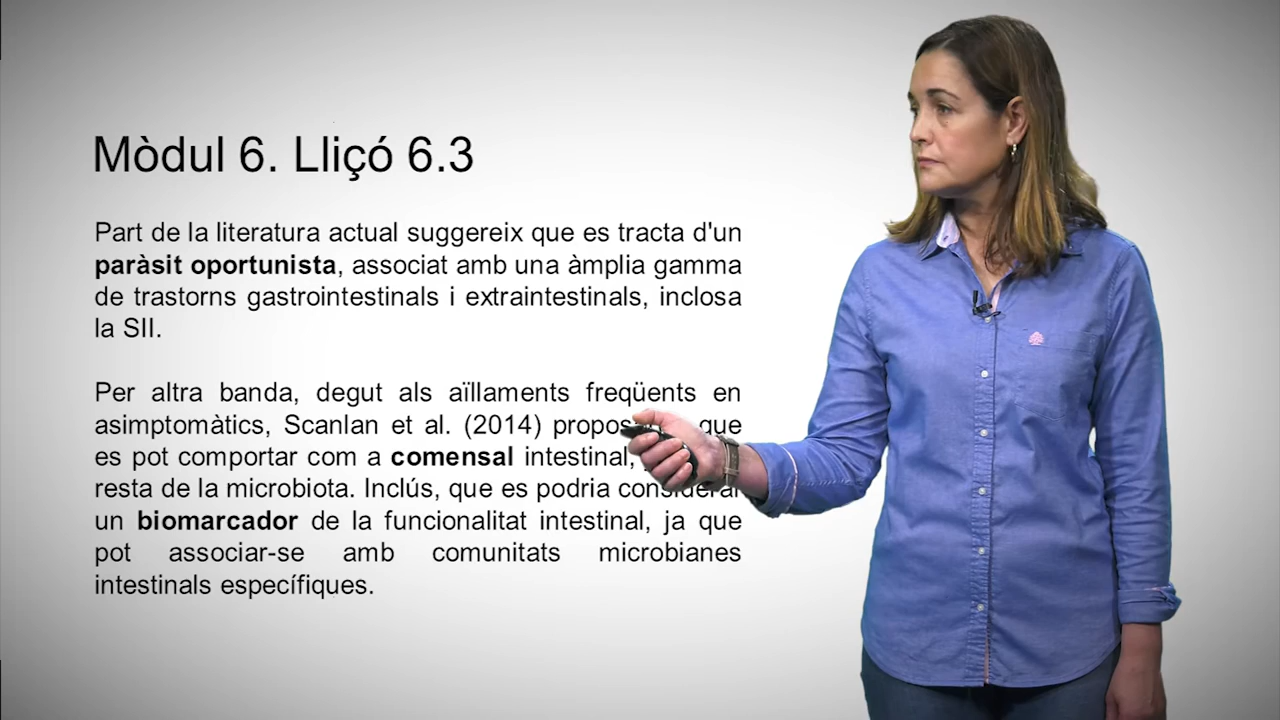 Mòdul 6. Lliçó 6.3
Part de la literatura actual suggereix que es tracta d'un
paràsit oportunista, associat amb una àmplia gamma
de trastorns gastrointestinals i extraintestinals, inclosa
la SII.
Per altra banda, degut als aïllaments freqüents en
asimptomàtics, Scanlan et al. (2014) que
es pot comportar com a comensal intestinal,
resta de la microbiota. Inclús, que es podria considerar
un biomarcador de la funcionalitat intestinal, ja que
pot associar-se amb comunitats microbianes
intestinals específiques.